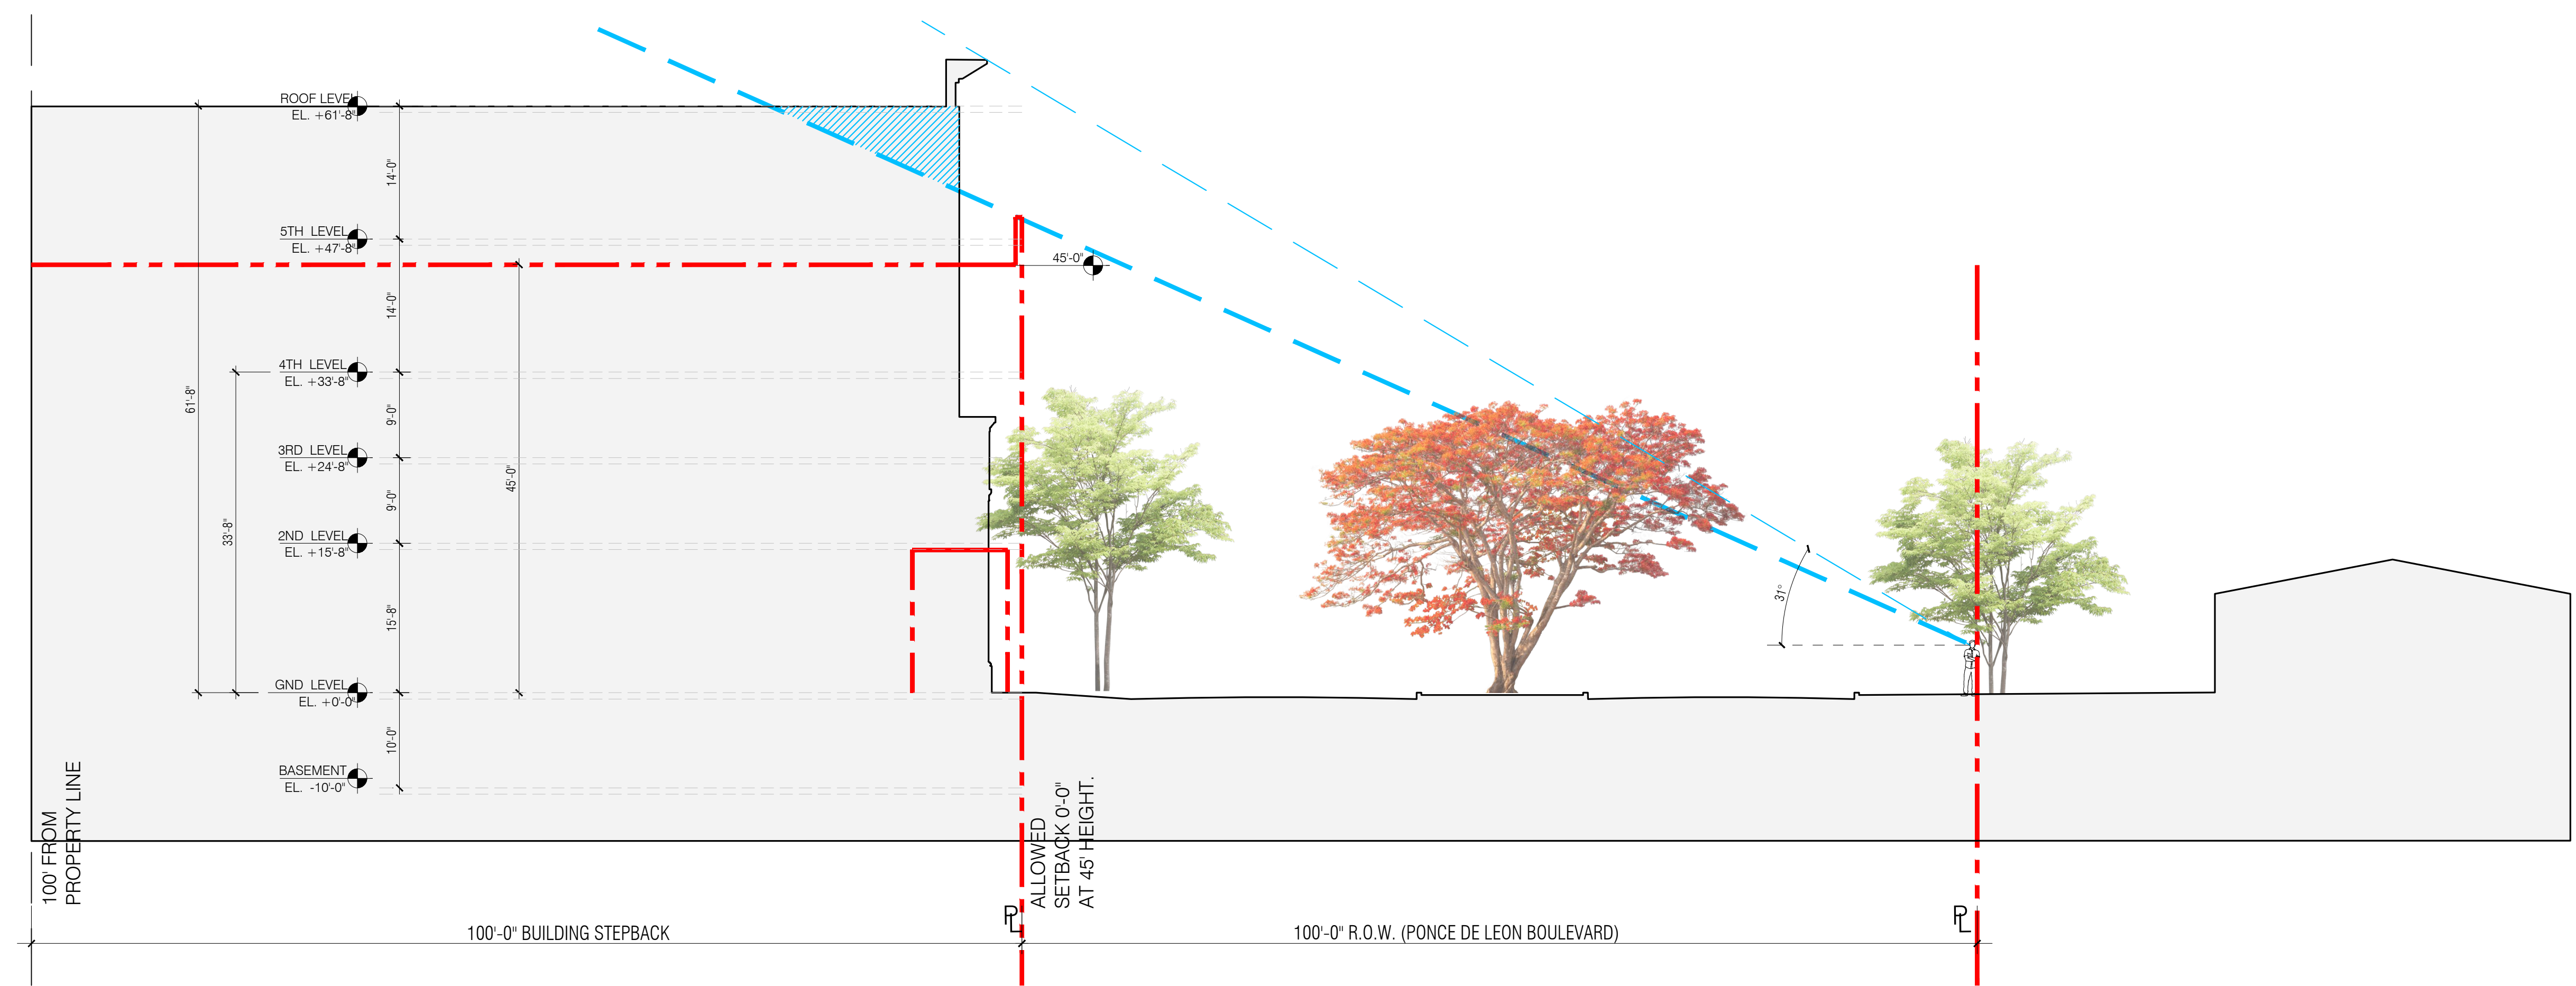 ROOF LEVEL
EL. +61'-8"
14'-0"
5TH LEVEL
EL. +47'-8"
45'-0"
14'-0"
4TH LEVEL
EL. +33'-8"
61'-8"
9'-0"
3RD LEVEL
EL. +24'-8"
45'-0"
9'-0"
33'-8"
2ND LEVEL
EL. +15'-8"
31°
15'-8"
GND LEVEL
EL. +0'-0"
10'-0"
BASEMENT
EL. -10'-0"
100' FROM
PROPERTY LINE
ALLOWED
SETBACK 0'-0"
AT 45' HEIGHT.
PL
PL
100'-0" BUILDING STEPBACK
100'-0" R.O.W. (PONCE DE LEON BOULEVARD)